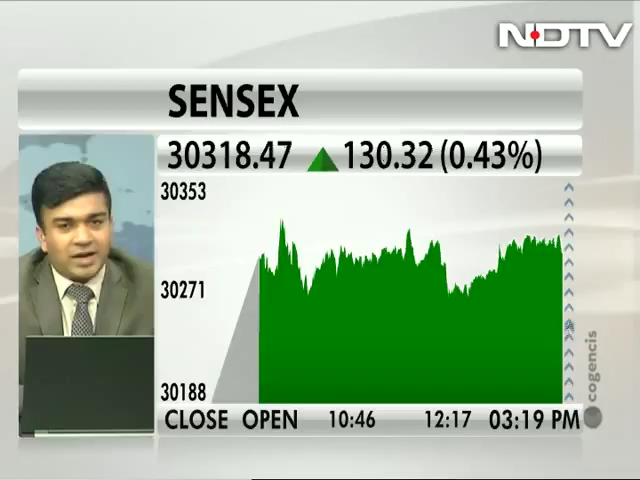 NDTV
SENSEX
30318.47 ▲ 130.32 (0.43%)
30353
30271
30188
CLOSE OPEN 10:46 12:17 03:19 PM
cogencis